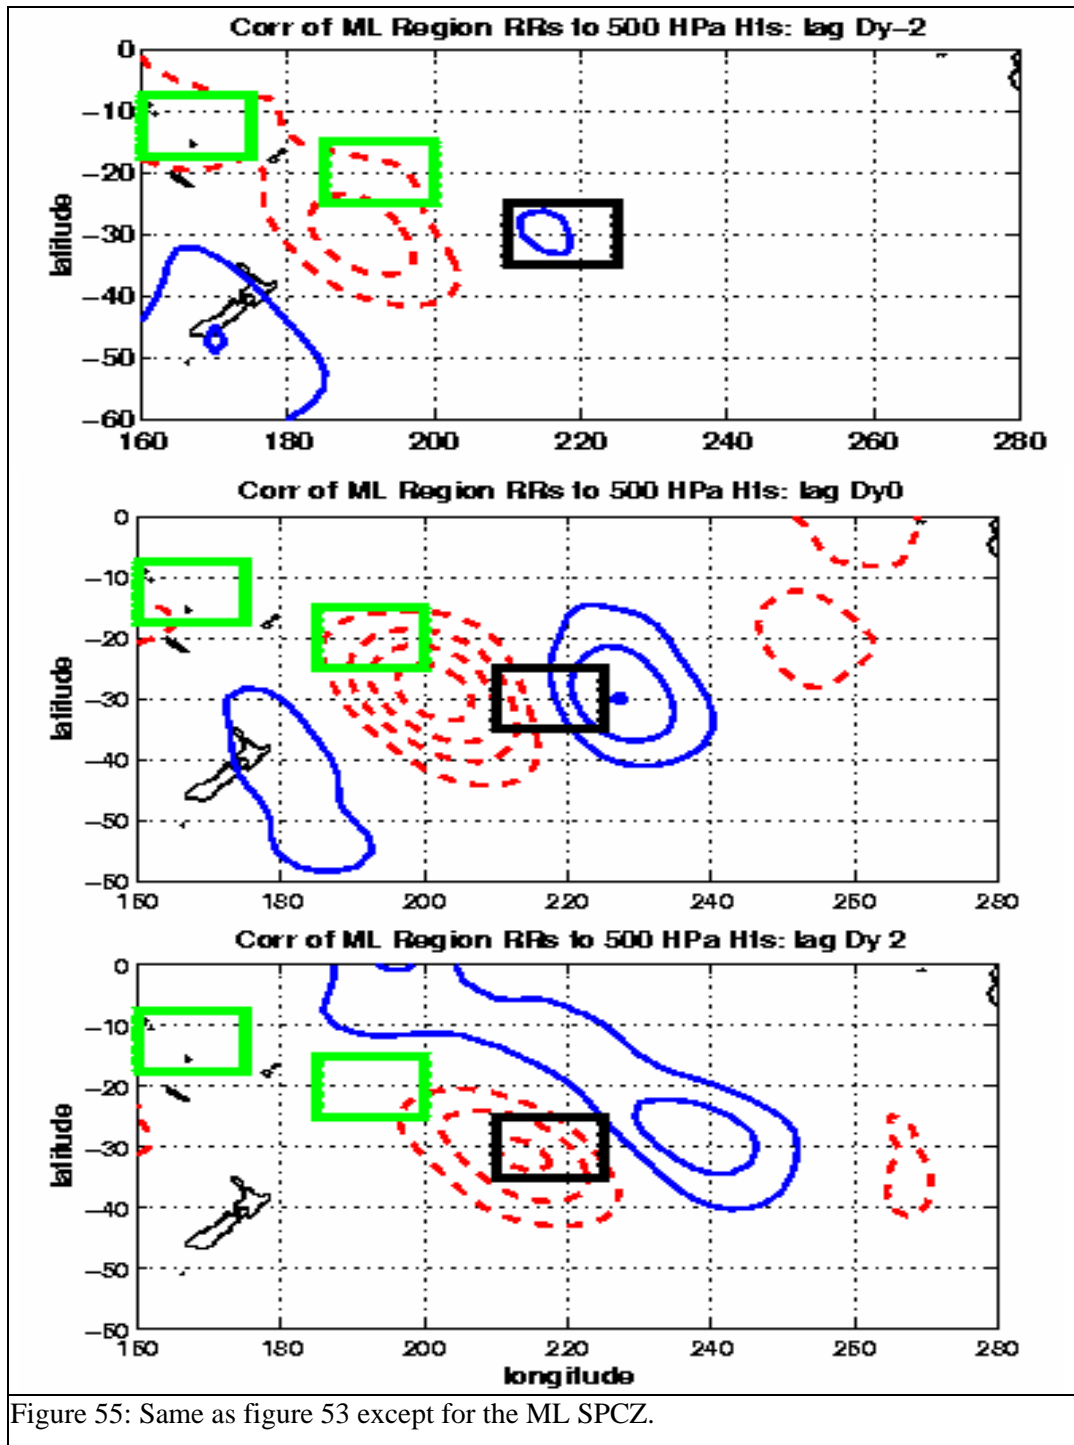 Corr of ML Region RRs to 500 HPa Hts: lag Dy−2
0
−10
−20
−30
−40
−50
−60
latitude
160 180 200 220 240 260 280
Corr of ML Region RRs to 500 HPa Hts: lag Dy0
0
−10
−20
−30
−40
−50
latitude
160 180 200 220 240 260 280
Corr of ML Region RRs to 500 HPa Hts: lag Dy 2
0
−10
−20
−30
−40
−50
latitude
160 180 200 220 240 260 280
longitude
Figure 55: Same as figure 53 except for the ML SPCZ.